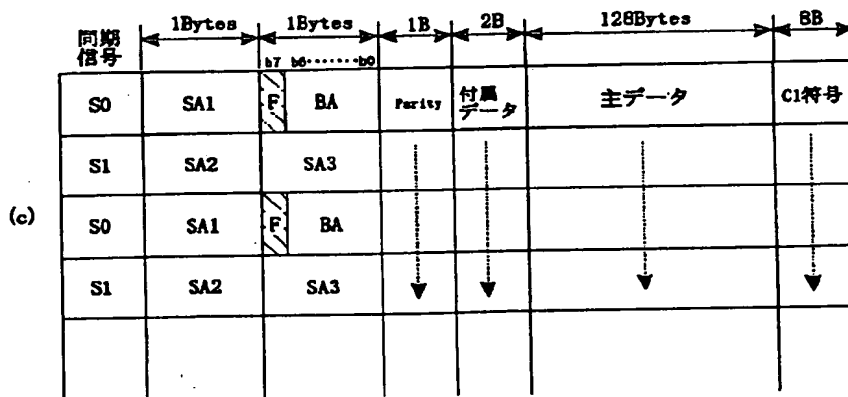 同期
信号
1Bytes 1Bytes 1B 2B 128Bytes 8B
b7 b6········b0
S0 SA1 F BA Parity 付属
データ 主データ C1符号
S1 SA2 SA3
(c)
S0 SA1 F BA
S1 SA2 SA3